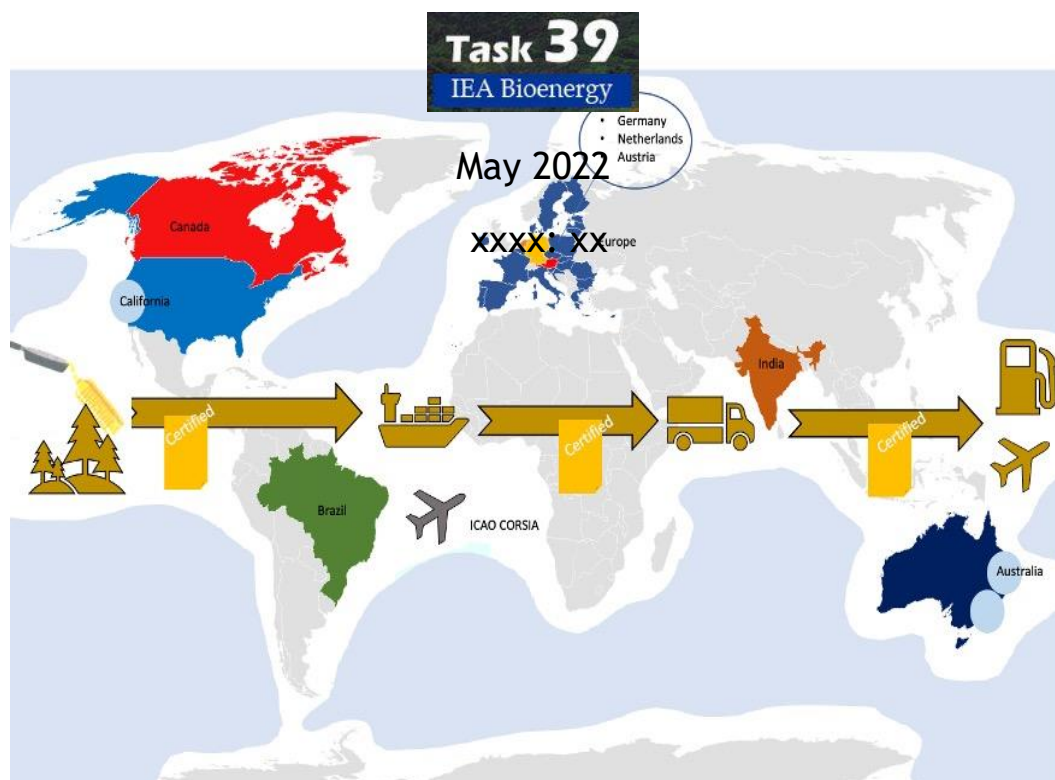 Task 39
IEA Bioenergy
• Germany
• Netherlands
• Austria
May 2022
xxxx: xx
Europe
Canada
California
India
Certified
Certified
Certified
Brazil
ICAO CORSIA
Australia